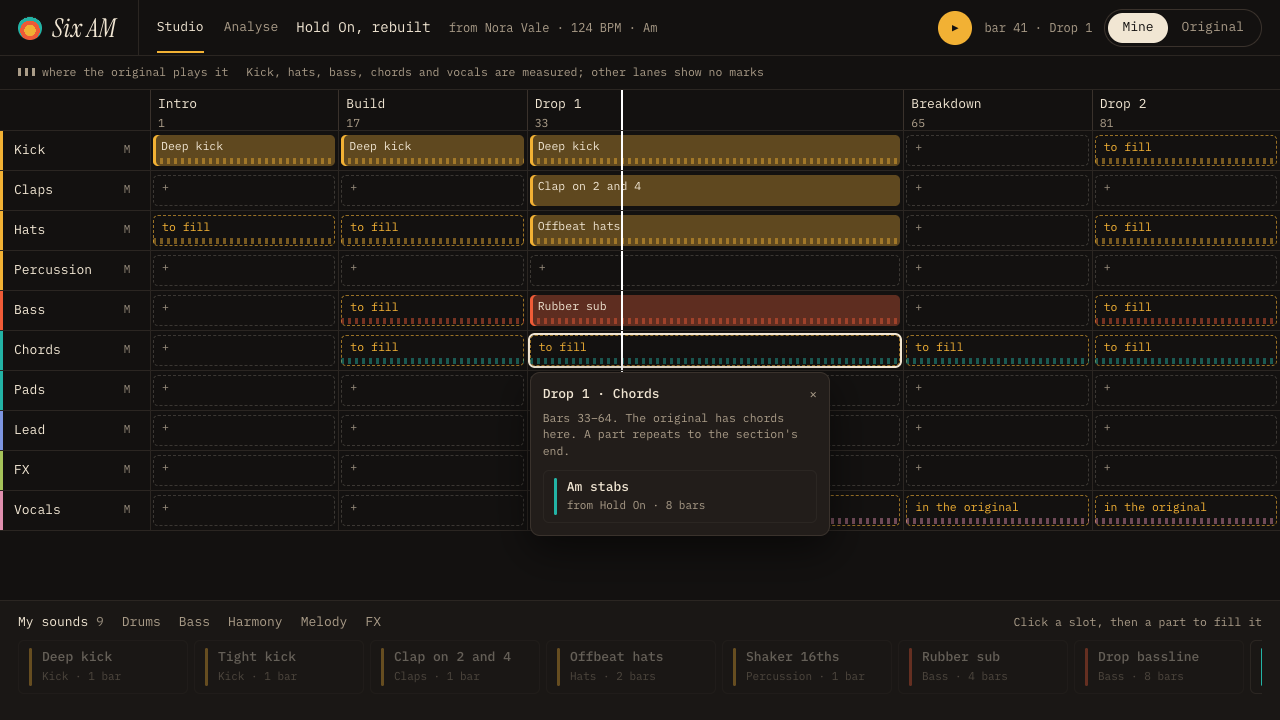 Six AM
Studio Analyse Hold On, rebuilt from Nora Vale · 124 BPM · Am
▶ bar 41 · Drop 1 Mine Original
where the original plays it Kick, hats, bass, chords and vocals are measured; other lanes show no marks
Intro Build Drop 1 Breakdown Drop 2
1 17 33 65 81
Kick M Deep kick Deep kick Deep kick + to fill
Claps M + + Clap on 2 and 4 + +
Hats M to fill to fill Offbeat hats + to fill
Percussion M + + + + +
Bass M + to fill Rubber sub + to fill
Chords M + to fill to fill to fill to fill
Pads M + + + +
Lead M + + + +
FX M + + + +
Vocals M + + in the original in the original
Drop 1 · Chords ×
Bars 33–64. The original has chords
here. A part repeats to the section's
end.
Am stabs
from Hold On · 8 bars
My sounds 9 Drums Bass Harmony Melody FX Click a slot, then a part to fill it
Deep kick Tight kick Clap on 2 and 4 Offbeat hats Shaker 16ths Rubber sub Drop bassline
Kick · 1 bar Kick · 1 bar Claps · 1 bar Hats · 2 bars Percussion · 1 bar Bass · 4 bars Bass · 8 bars